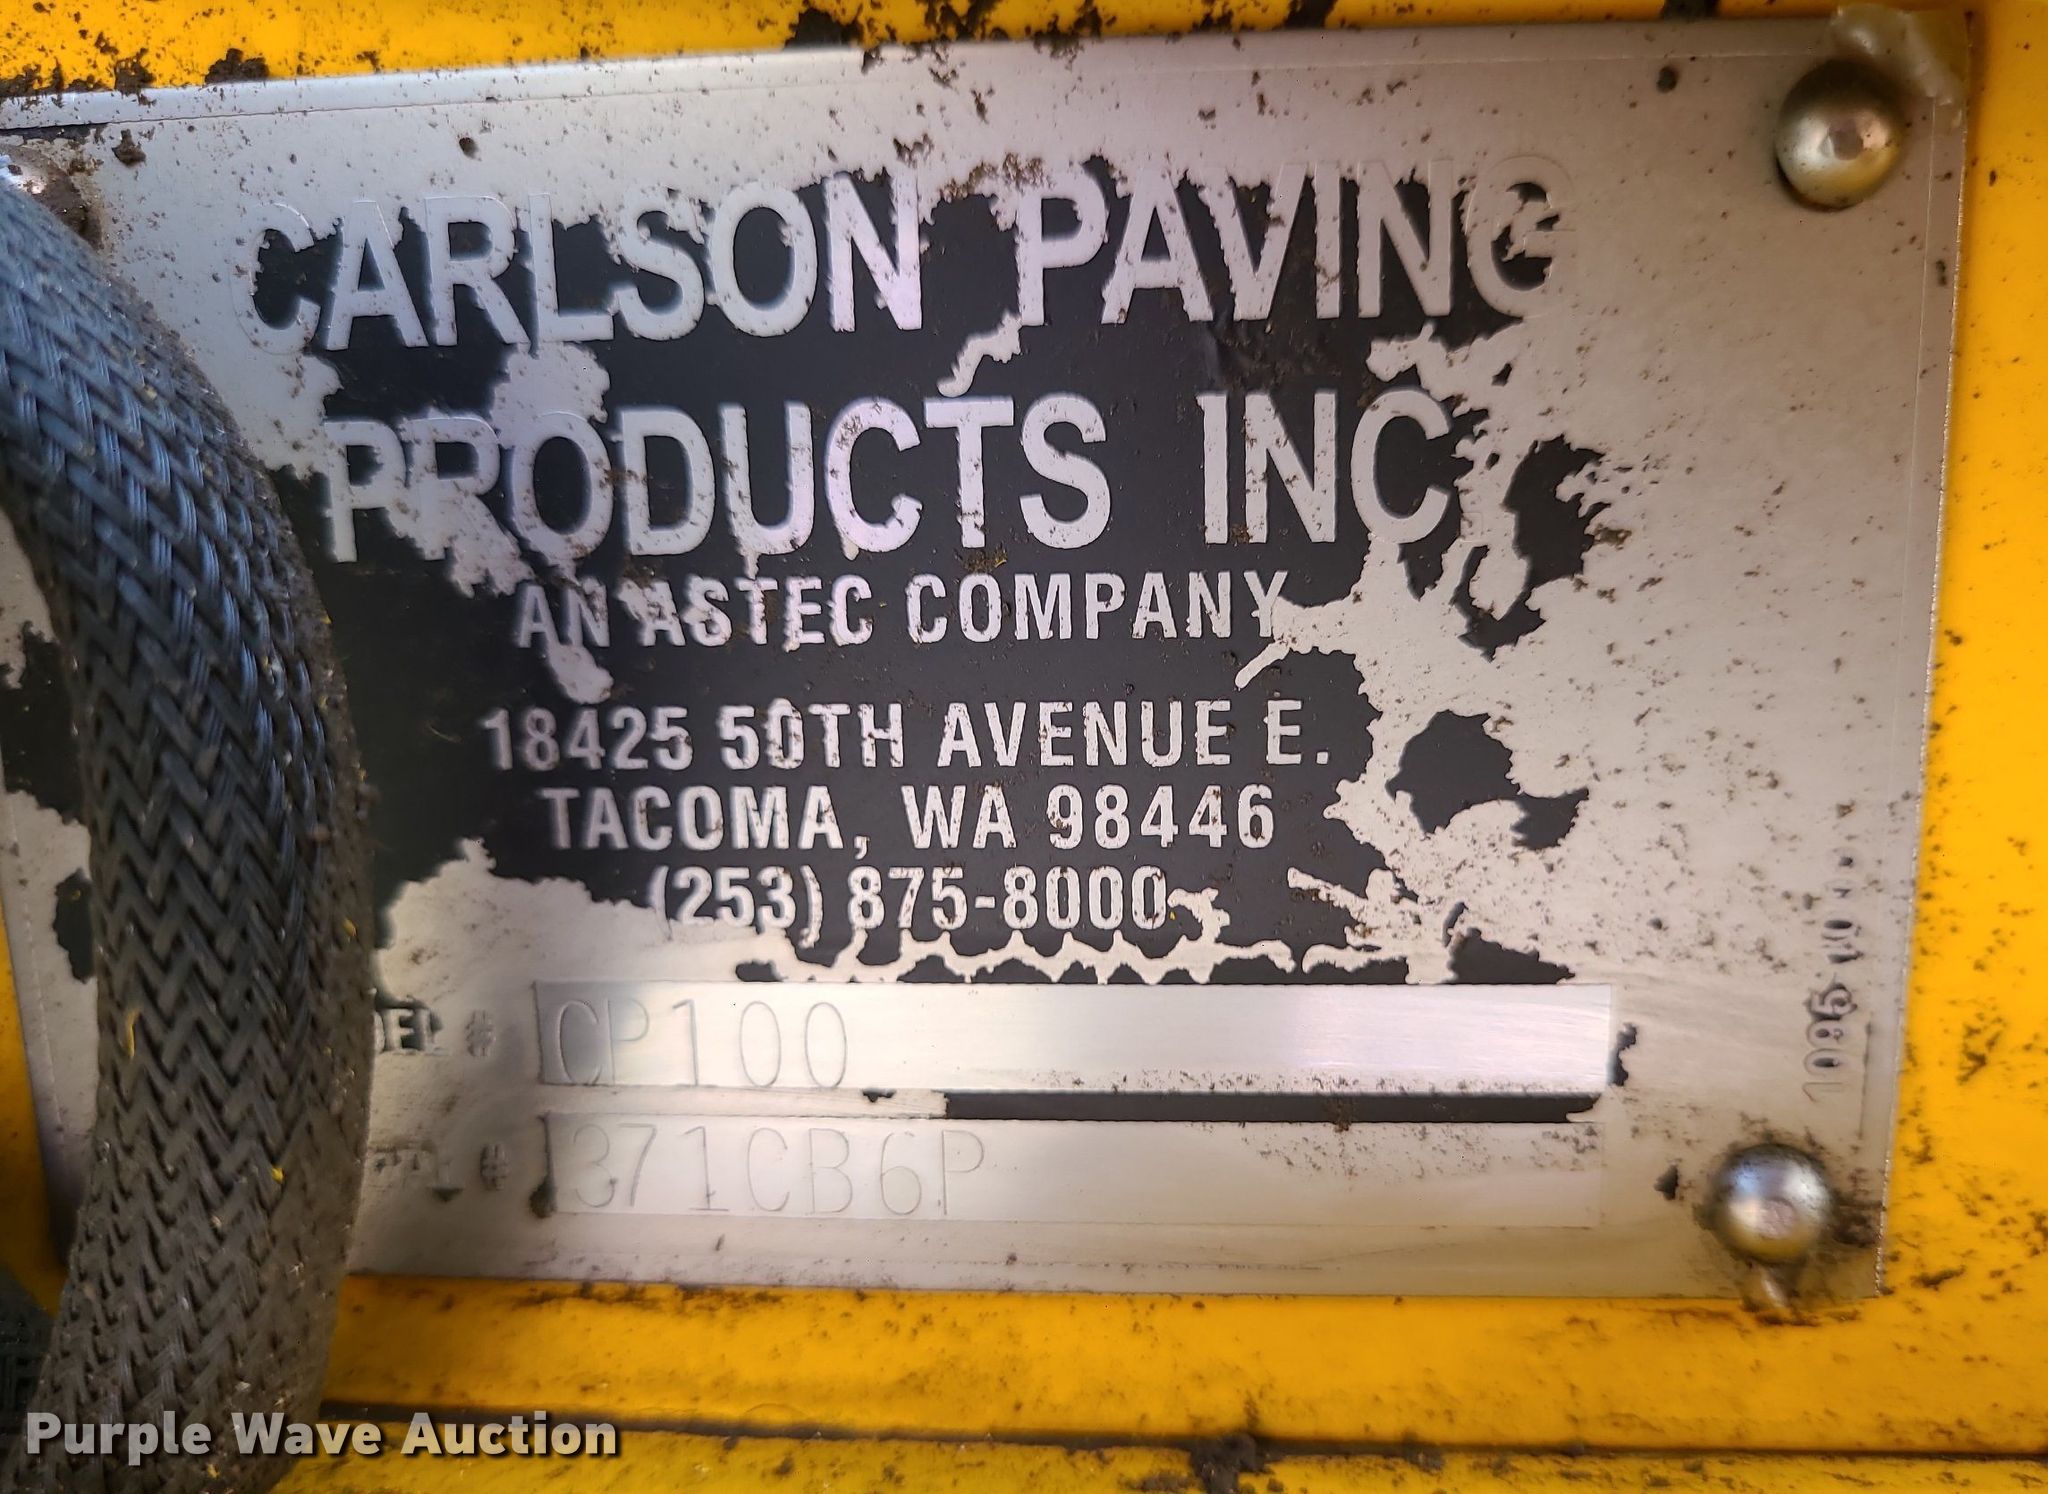 CARLSON PAVING
PRODUCTS INC
AN ASTEC COMPANY
18425 50TH AVENUE E.
TACOMA, WA 98446
(253) 875-8000
DEL # CP100
# 371CB6P
Purple Wave Auction